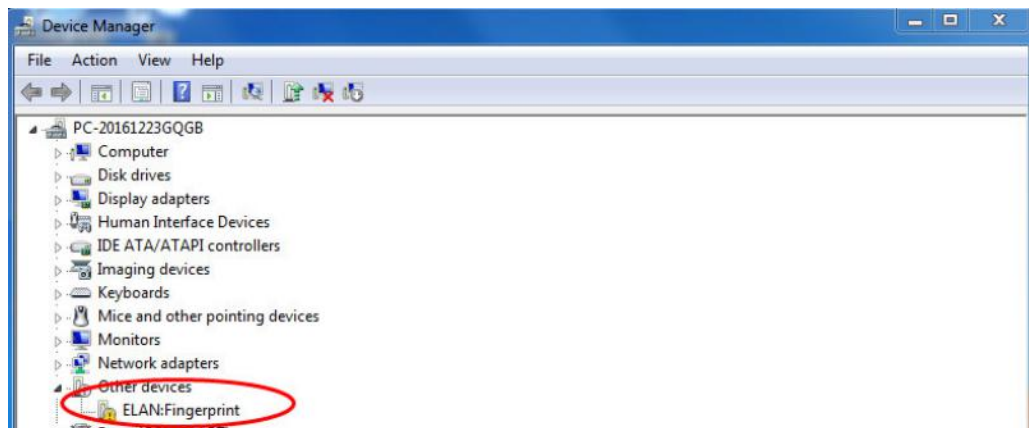 Device Manager
File Action View Help
PC-20161223GQGB
Computer
Disk drives
Display adapters
Human Interface Devices
IDE ATA/ATAPI controllers
Imaging devices
Keyboards
Mice and other pointing devices
Monitors
Network adapters
Other devices
ELAN:Fingerprint